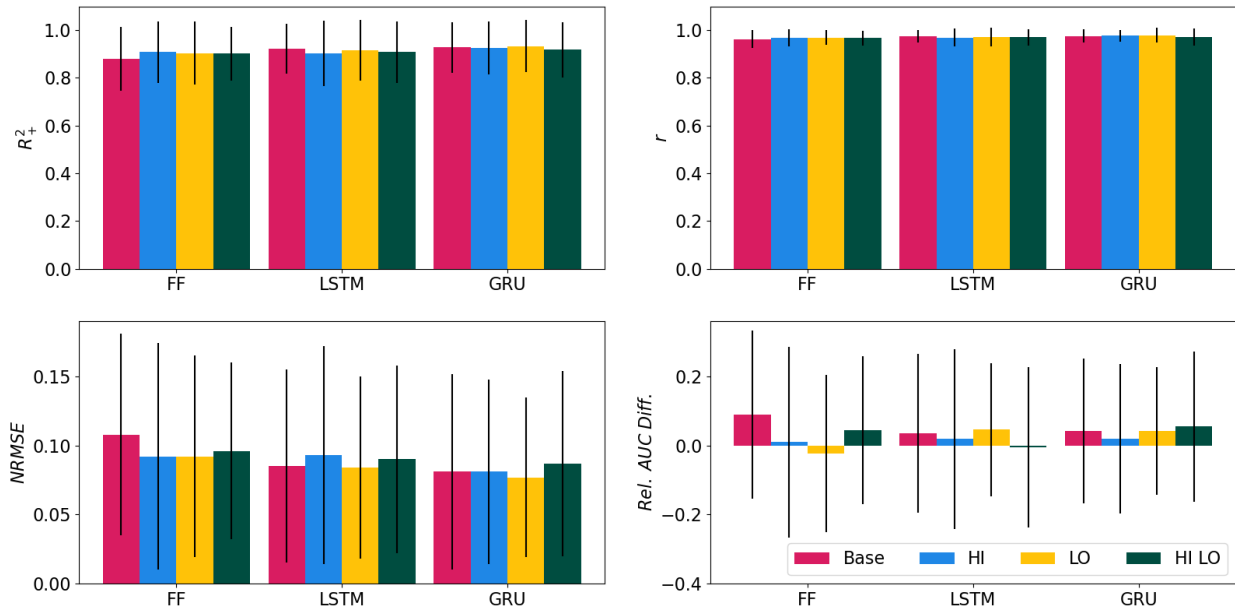 1.0
0.8
0.6
0.4
0.2
0.0
R²₊
FF LSTM GRU
1.0
0.8
0.6
0.4
0.2
0.0
r
FF LSTM GRU
0.15
0.10
0.05
0.00
NRMSE
FF LSTM GRU
0.2
0.0
−0.2
−0.4
Rel. AUC Diff.
Base HI LO HI LO
FF LSTM GRU